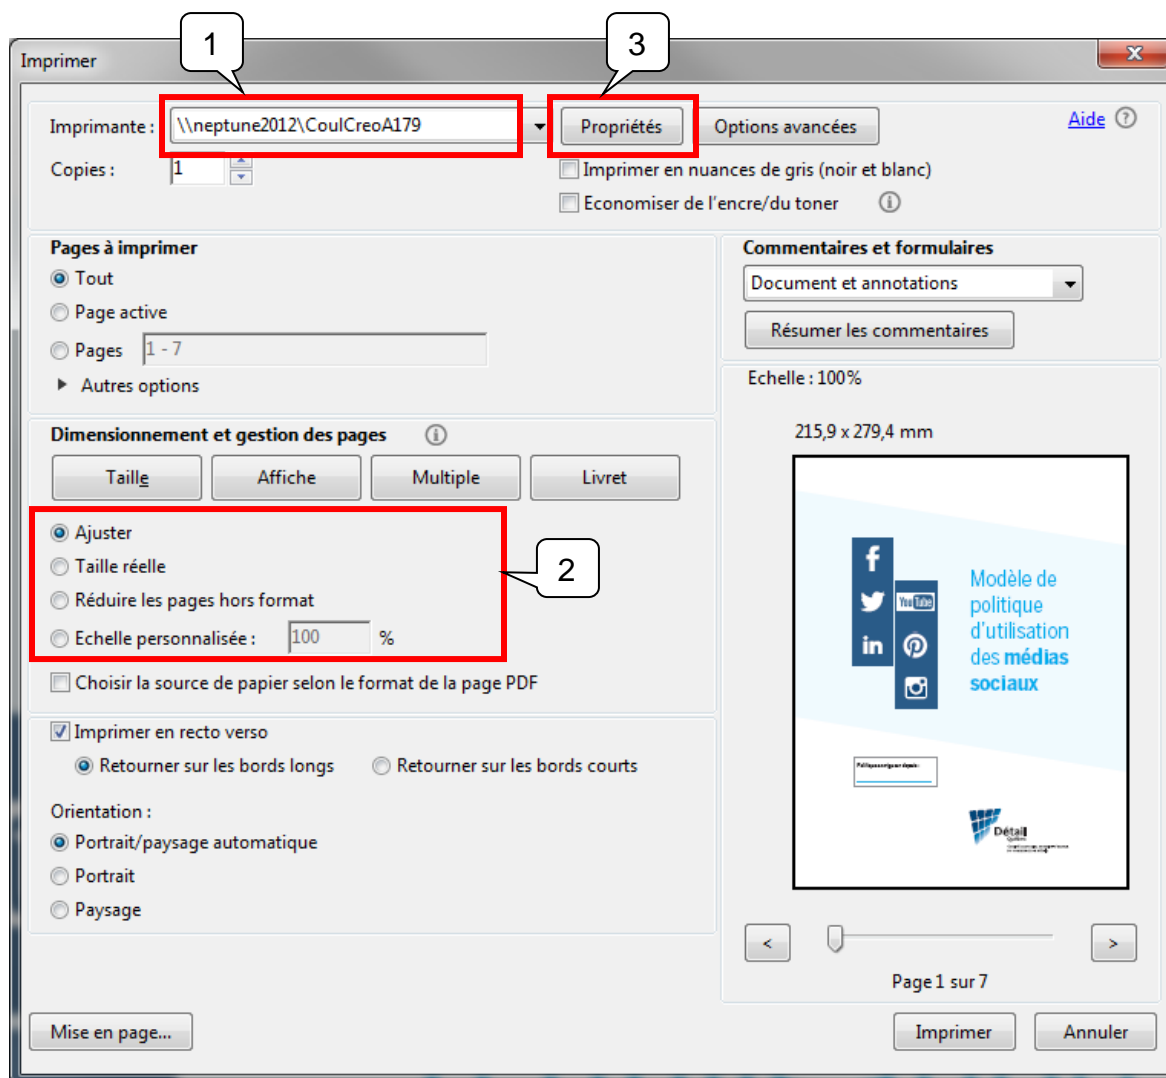 1
3
Imprimer
Imprimante : \\neptune2012\CoulCreoA179 Propriétés Options avancées Aide ?
Copies : 1 Imprimer en nuances de gris (noir et blanc)
Economiser de l'encre/du toner i
Pages à imprimer
Tout
Page active
Pages 1 - 7
Autres options
Commentaires et formulaires
Document et annotations
Résumer les commentaires
Echelle : 100%
Dimensionnement et gestion des pages i
Taille Affiche Multiple Livret
Ajuster
Taille réelle
Réduire les pages hors format
Echelle personnalisée : 100 %
2
Choisir la source de papier selon le format de la page PDF
Imprimer en recto verso
Retourner sur les bords longs Retourner sur les bords courts
Orientation :
Portrait/paysage automatique
Portrait
Paysage
215,9 x 279,4 mm
f
YouTube
in
Modèle de
politique
d'utilisation
des médias
sociaux
Détail
Québec
< >
Page 1 sur 7
Mise en page... Imprimer Annuler